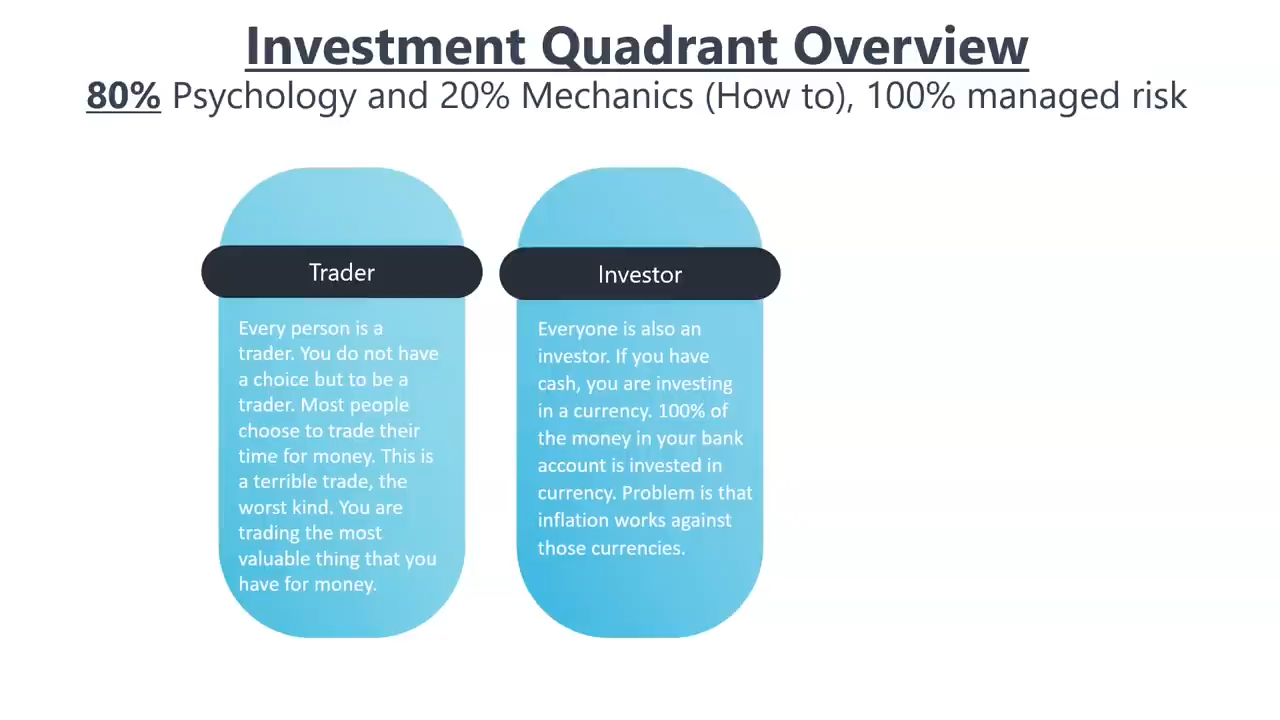 Investment Quadrant Overview
80% Psychology and 20% Mechanics (How to), 100% managed risk
Trader
Every person is a
trader. You do not have
a choice but to be a
trader. Most people
choose to trade their
time for money. This is
a terrible trade, the
worst kind. You are
trading the most
valuable thing that you
have for money.
Investor
Everyone is also an
investor. If you have
cash, you are investing
in a currency. 100% of
the money in your bank
account is invested in
currency. Problem is that
inflation works against
those currencies.